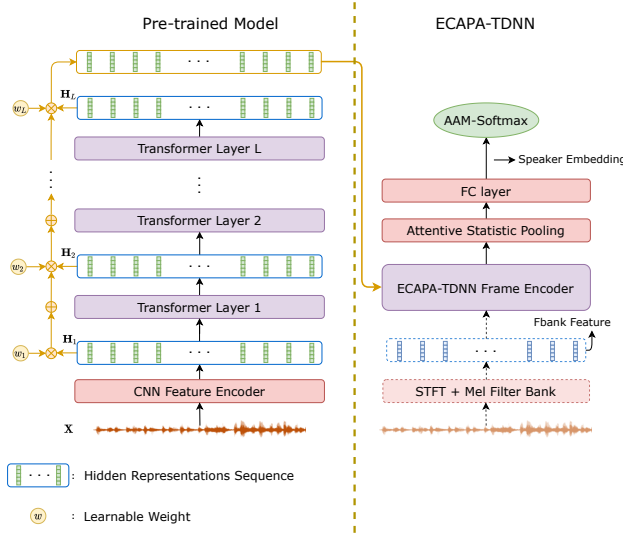 Pre-trained Model
ECAPA-TDNN
· · ·
w_L
H_L
· · ·
AAM-Softmax
Transformer Layer L
Speaker Embedding
FC layer
Transformer Layer 2
Attentive Statistic Pooling
w_2
H_2
· · ·
ECAPA-TDNN Frame Encoder
Transformer Layer 1
Fbank Feature
w_1
H_1
· · ·
· · ·
CNN Feature Encoder
STFT + Mel Filter Bank
X
· · · : Hidden Representations Sequence
w : Learnable Weight